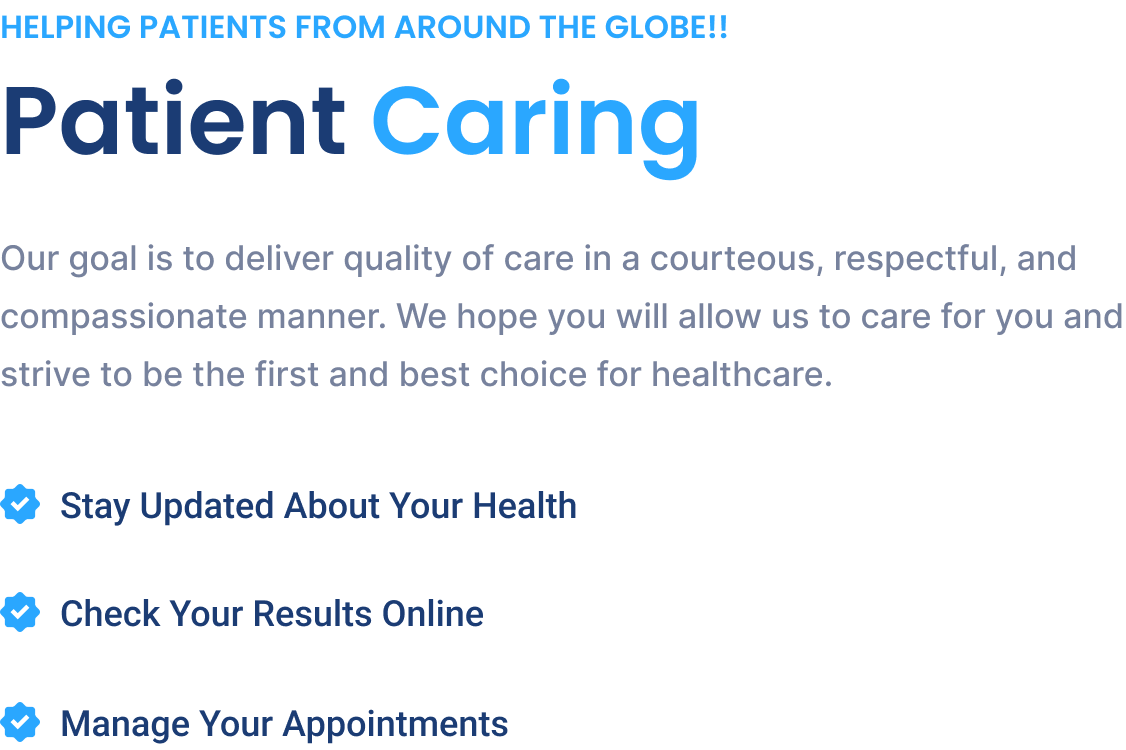 HELPING PATIENTS FROM AROUND THE GLOBE!!
Patient Caring
Our goal is to deliver quality of care in a courteous, respectful, and
compassionate manner. We hope you will allow us to care for you and
strive to be the first and best choice for healthcare.
Stay Updated About Your Health
Check Your Results Online
Manage Your Appointments